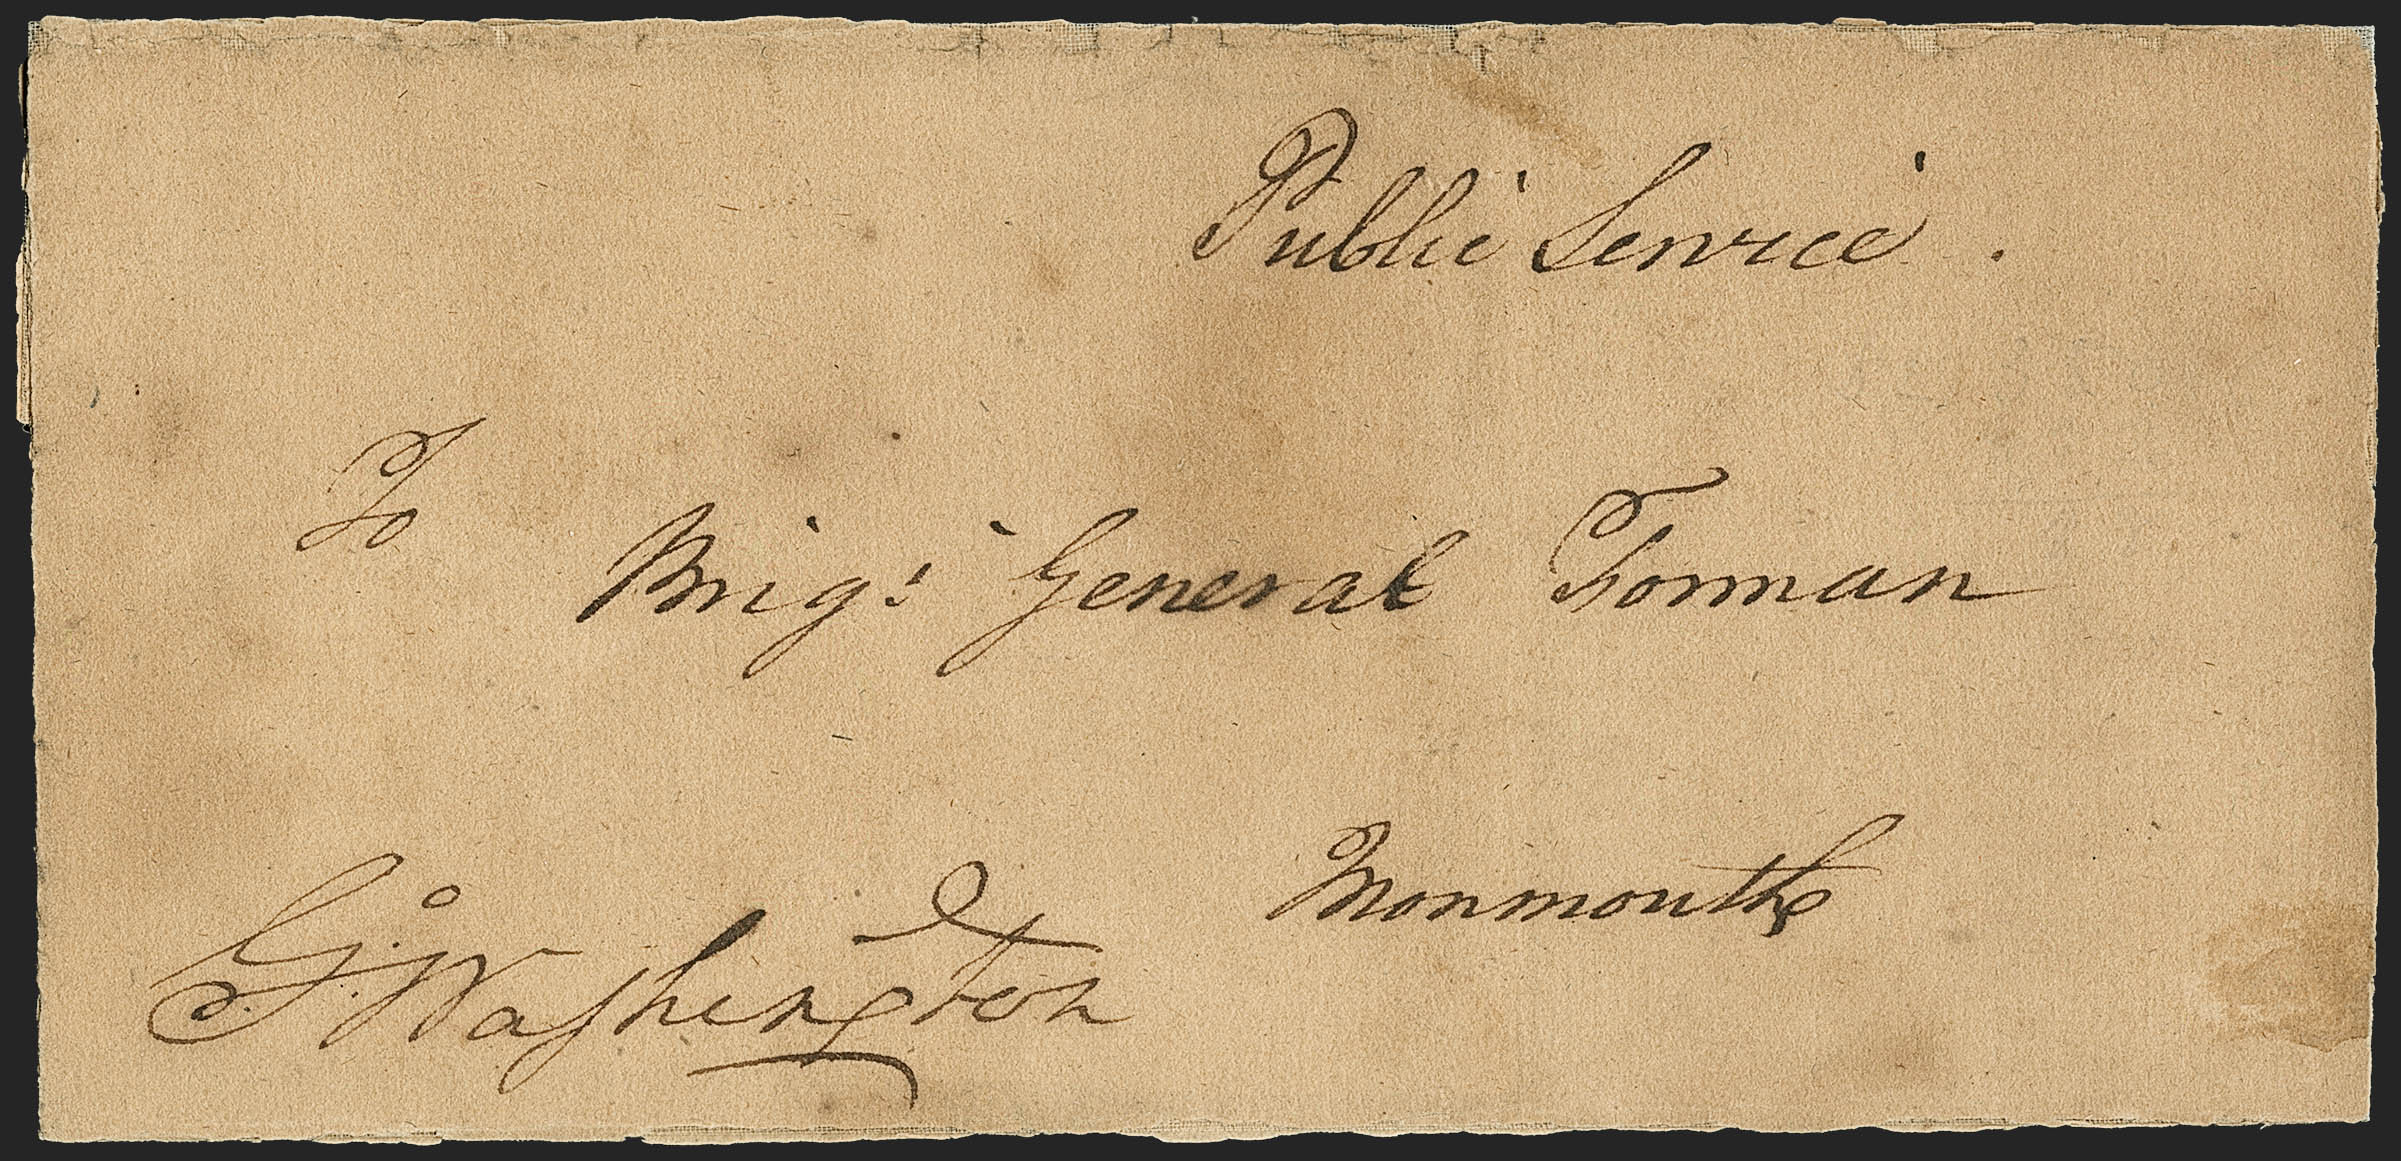 Public Service.
To
Brig: General Forman
Monmouth
G: Washington